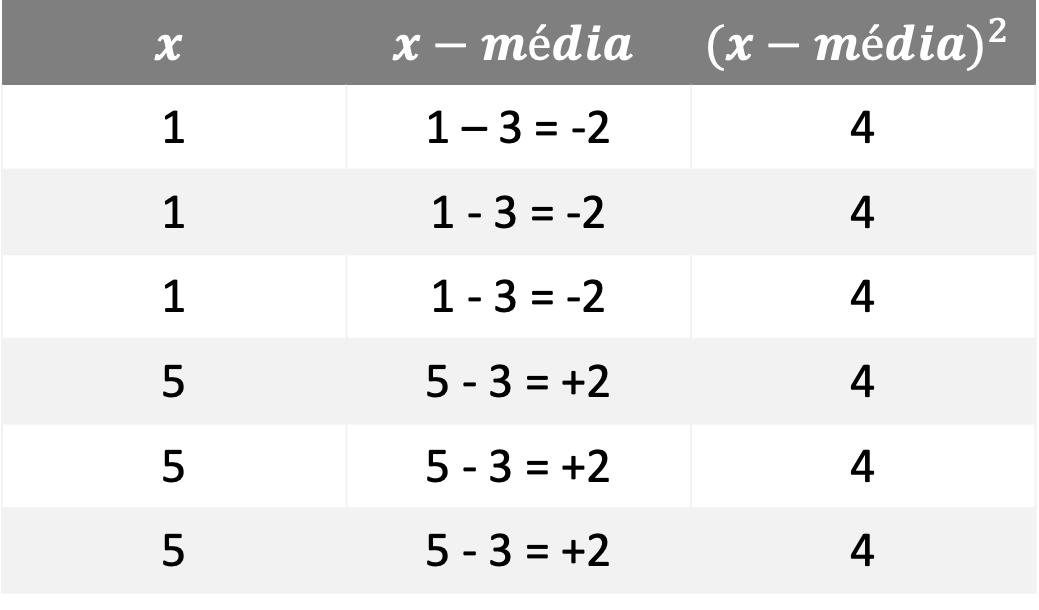 x x − média (x − média)²
1 1 – 3 = -2 4
1 1 - 3 = -2 4
1 1 - 3 = -2 4
5 5 - 3 = +2 4
5 5 - 3 = +2 4
5 5 - 3 = +2 4